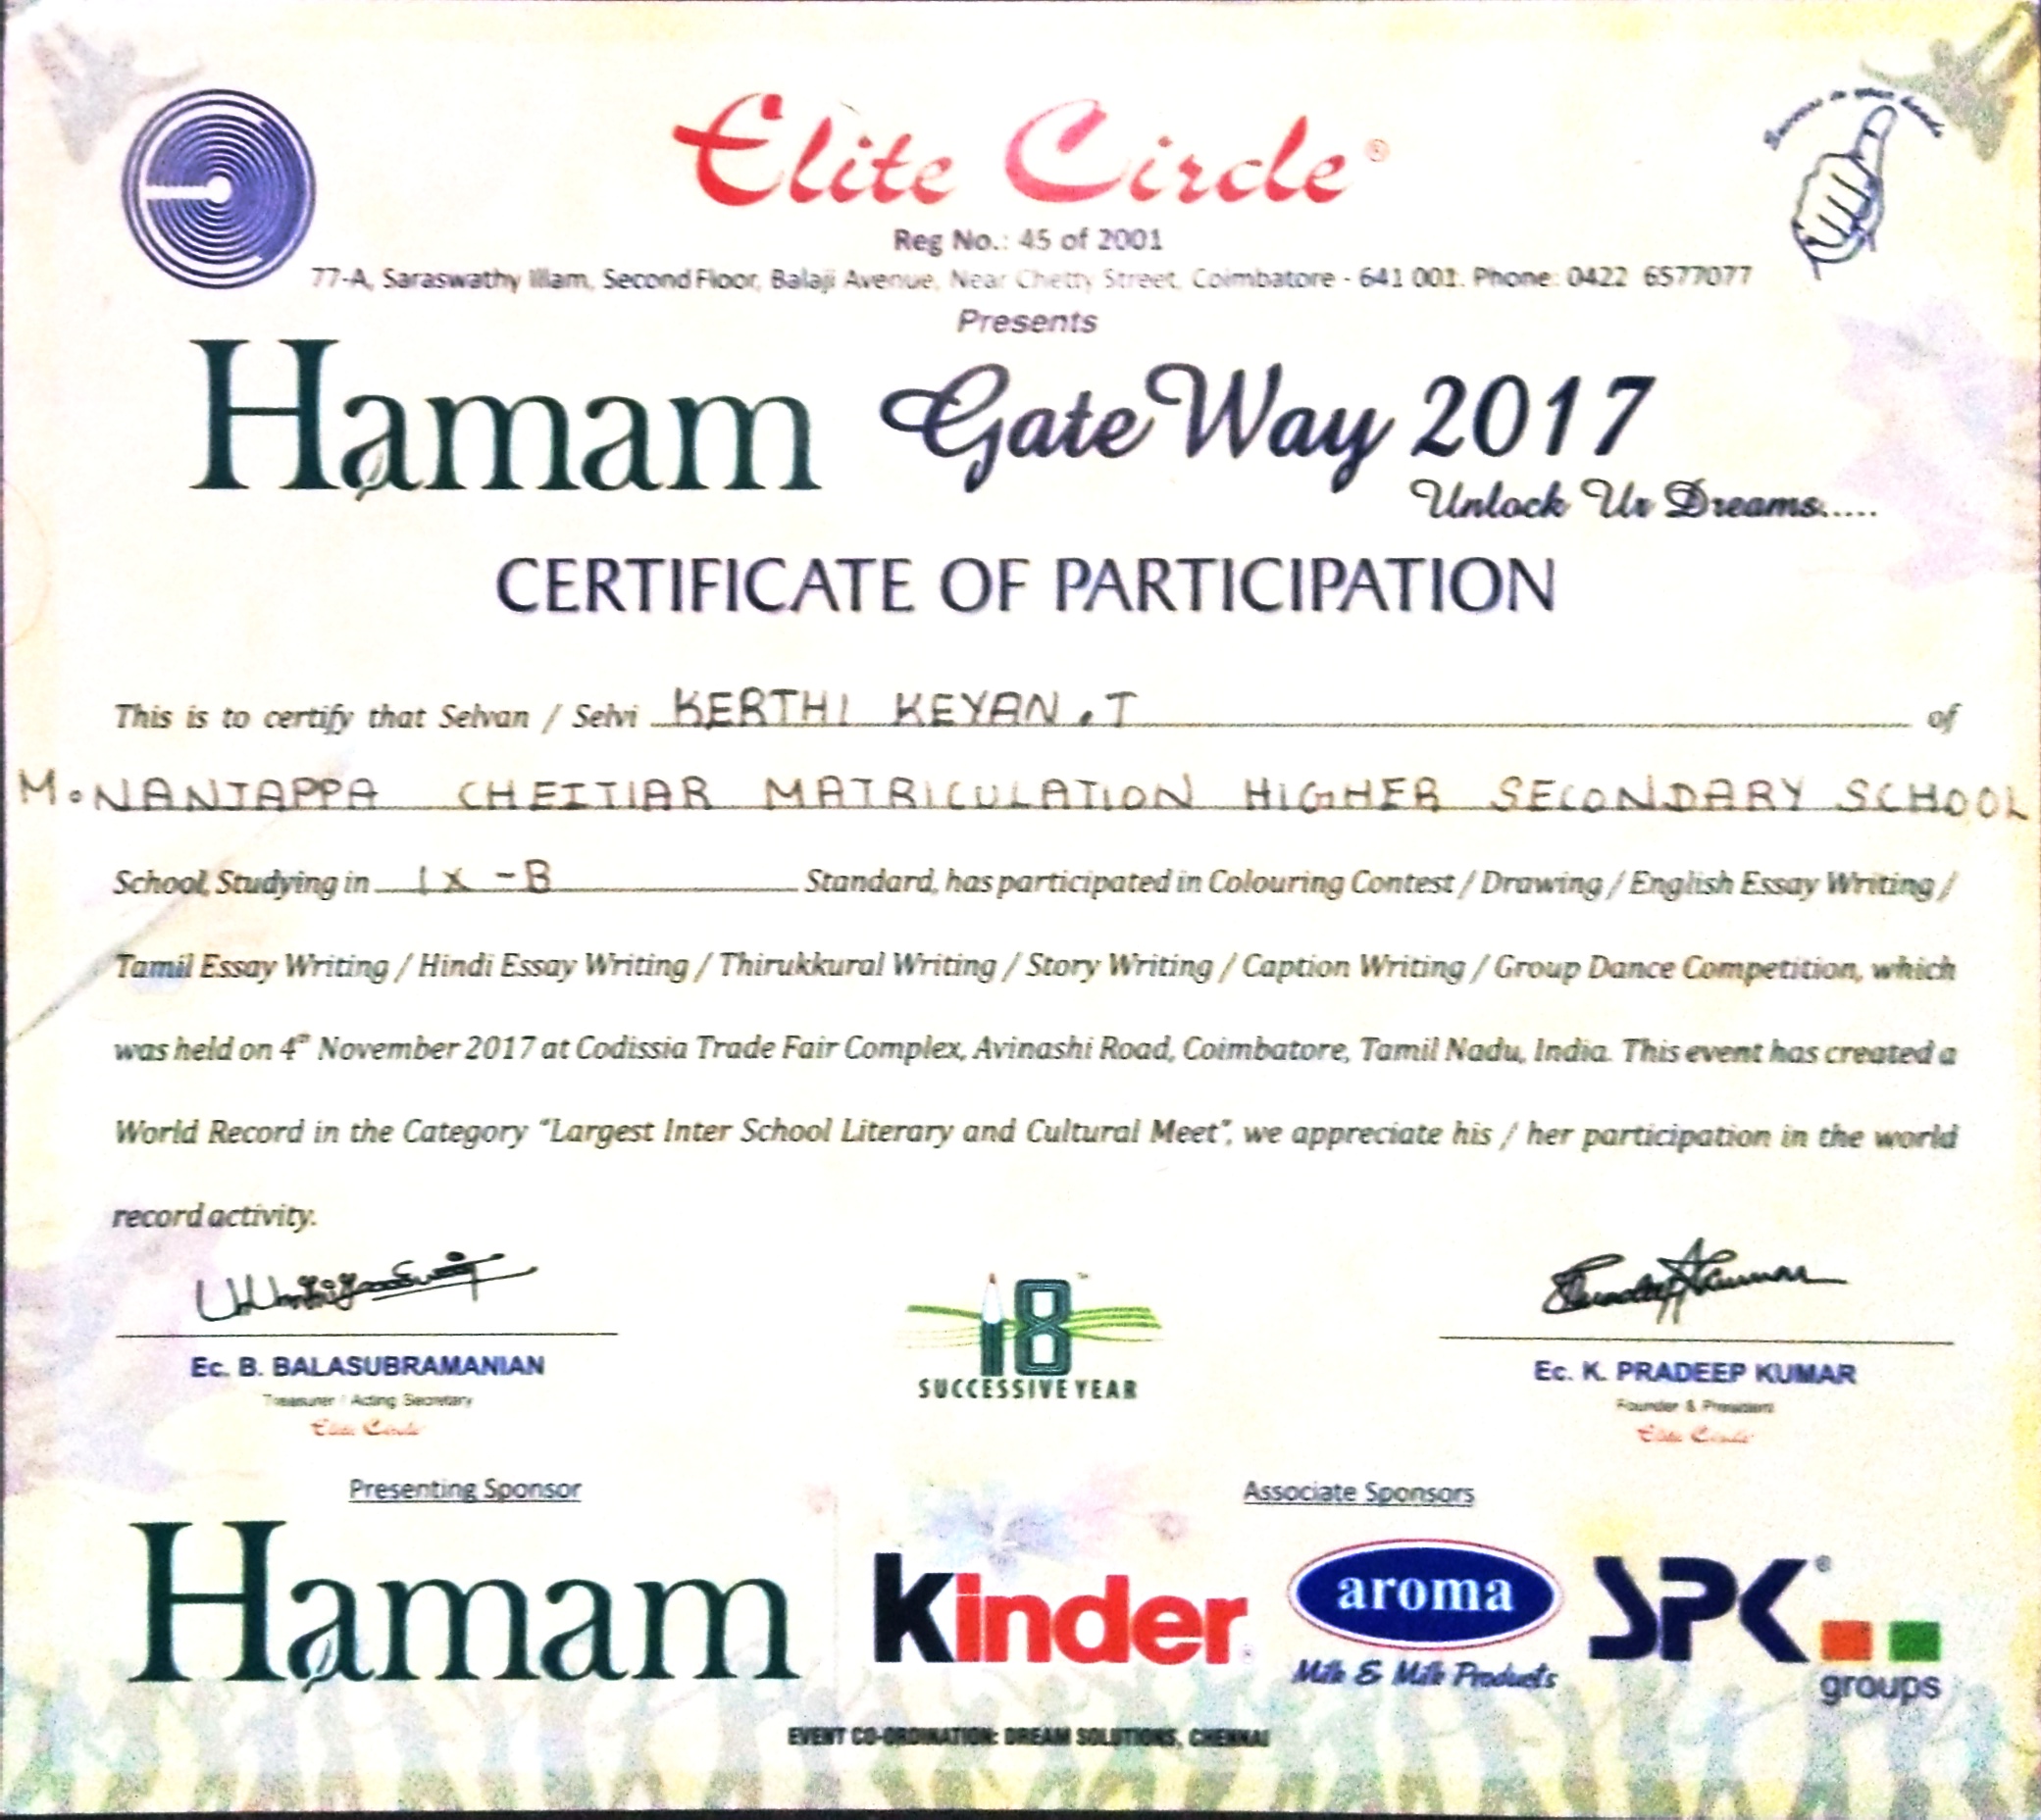 Elite Circle®
Success in your hands
Reg No.: 45 of 2001
77-A, Saraswathy Illam, Second Floor, Balaji Avenue, Near Chetty Street, Coimbatore - 641 001. Phone: 0422 6577077
Presents
Hamam GateWay 2017
Unlock Ur Dreams.....
CERTIFICATE OF PARTICIPATION
This is to certify that Selvan / Selvi KERTHI KEYAN.T of
M.NANJAPPA CHETTIAR MATRICULATION HIGHER SECONDARY SCHOOL
School, Studying in IX -B Standard, has participated in Colouring Contest / Drawing / English Essay Writing /
Tamil Essay Writing / Hindi Essay Writing / Thirukkural Writing / Story Writing / Caption Writing / Group Dance Competition, which
was held on 4th November 2017 at Codissia Trade Fair Complex, Avinashi Road, Coimbatore, Tamil Nadu, India. This event has created a
World Record in the Category "Largest Inter School Literary and Cultural Meet", we appreciate his / her participation in the world
record activity.
18™
SUCCESSIVE YEAR
Ec. B. BALASUBRAMANIAN
Treasurer / Acting Secretary
Elite Circle
Ec. K. PRADEEP KUMAR
Founder & President
Elite Circle
Presenting Sponsor
Hamam
Associate Sponsors
Kinder
aroma
Milk & Milk Products
SPK®
groups
EVENT CO-ORDINATION: DREAM SOLUTIONS, CHENNAI